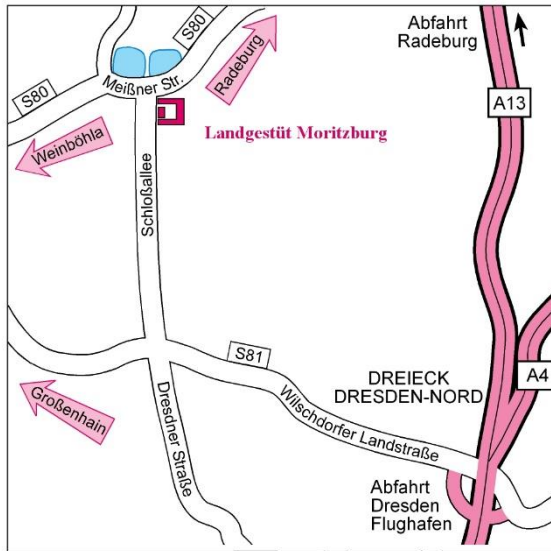 Abfahrt
Radeburg
S80
S80
Meißner Str.
Radeburg
A13
Landgestüt Moritzburg
Weinböhla
Schloßallee
S81
DREIECK
DRESDEN-NORD
A4
Großenhain
Dresdner Straße
Wilschdorfer Landstraße
Abfahrt
Dresden
Flughafen